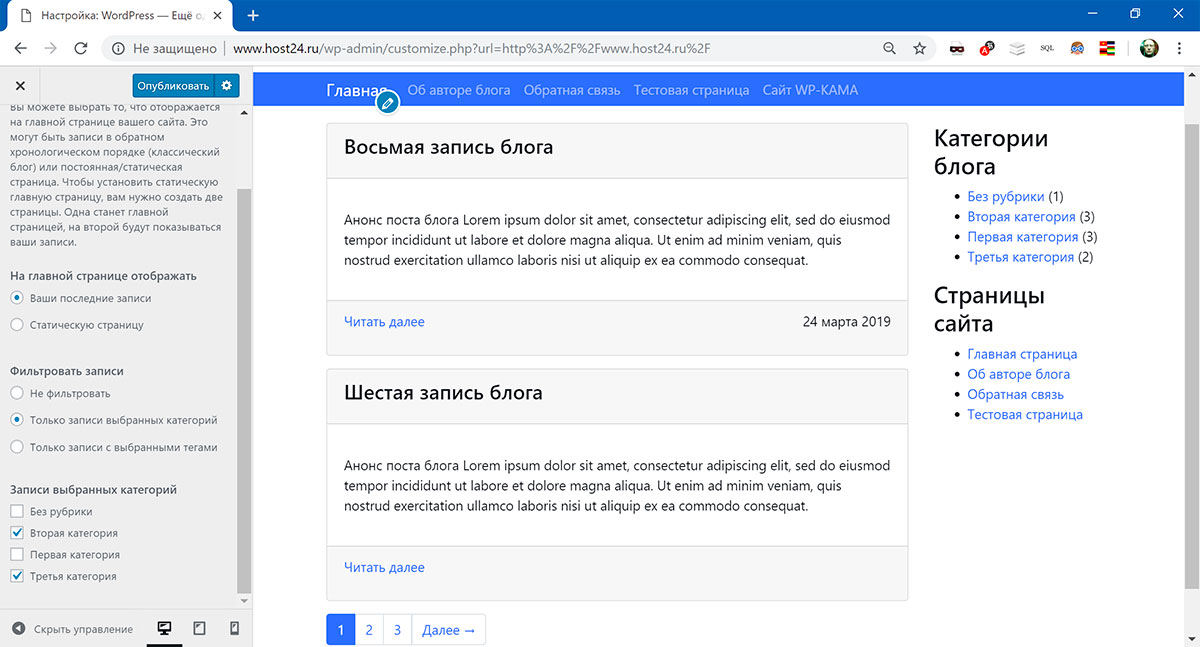 Настройка: WordPress — Ещё о
Не защищено
www.host24.ru/wp-admin/customize.php?url=http%3A%2F%2Fwww.host24.ru%2F
SQL
Опубликовать
Вы можете выбрать то, что отображается
на главной странице вашего сайта. Это
могут быть записи в обратном
хронологическом порядке (классический
блог) или постоянная/статическая
страница. Чтобы установить статическую
главную страницу, вам нужно создать две
страницы. Одна станет главной
страницей, на второй будут показываться
ваши записи.
На главной странице отображать
Ваши последние записи
Статическую страницу
Фильтровать записи
Не фильтровать
Только записи выбранных категорий
Только записи с выбранными тегами
Записи выбранных категорий
Без рубрики
Вторая категория
Первая категория
Третья категория
Скрыть управление
Главная Об авторе блога Обратная связь Тестовая страница Сайт WP-KAMA
Восьмая запись блога
Анонс поста блога Lorem ipsum dolor sit amet, consectetur adipiscing elit, sed do eiusmod
tempor incididunt ut labore et dolore magna aliqua. Ut enim ad minim veniam, quis
nostrud exercitation ullamco laboris nisi ut aliquip ex ea commodo consequat.
Читать далее 24 марта 2019
Шестая запись блога
Анонс поста блога Lorem ipsum dolor sit amet, consectetur adipiscing elit, sed do eiusmod
tempor incididunt ut labore et dolore magna aliqua. Ut enim ad minim veniam, quis
nostrud exercitation ullamco laboris nisi ut aliquip ex ea commodo consequat.
Читать далее
1 2 3 Далее →
Категории
блога
Без рубрики (1)
Вторая категория (3)
Первая категория (3)
Третья категория (2)
Страницы
сайта
Главная страница
Об авторе блога
Обратная связь
Тестовая страница